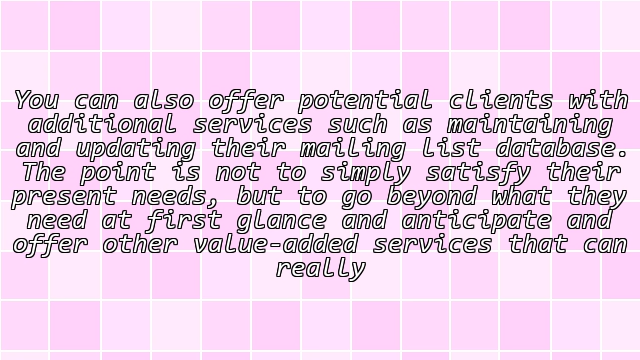 You can also offer potential clients with
additional services such as maintaining
and updating their mailing list database.
The point is not to simply satisfy their
present needs, but to go beyond what they
need at first glance and anticipate and
offer other value-added services that can
really